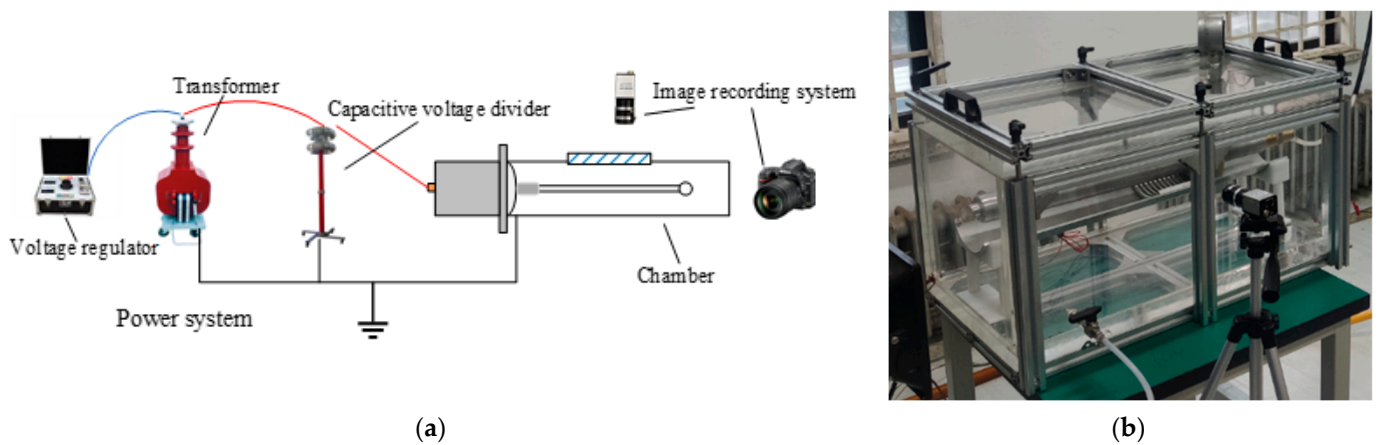 Transformer
Capacitive voltage divider
Image recording system
Voltage regulator
Chamber
Power system
(a)
(b)